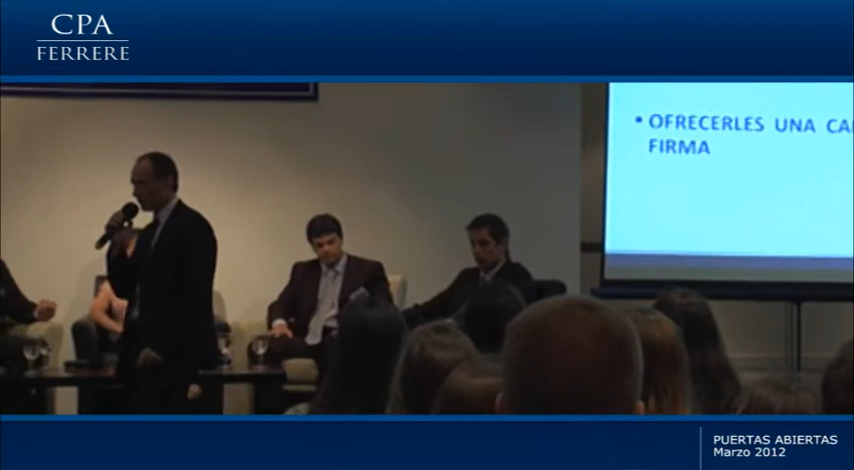 CPA
FERRERE
• OFRECERLES UNA
FIRMA
PUERTAS ABIERTAS
Marzo 2012